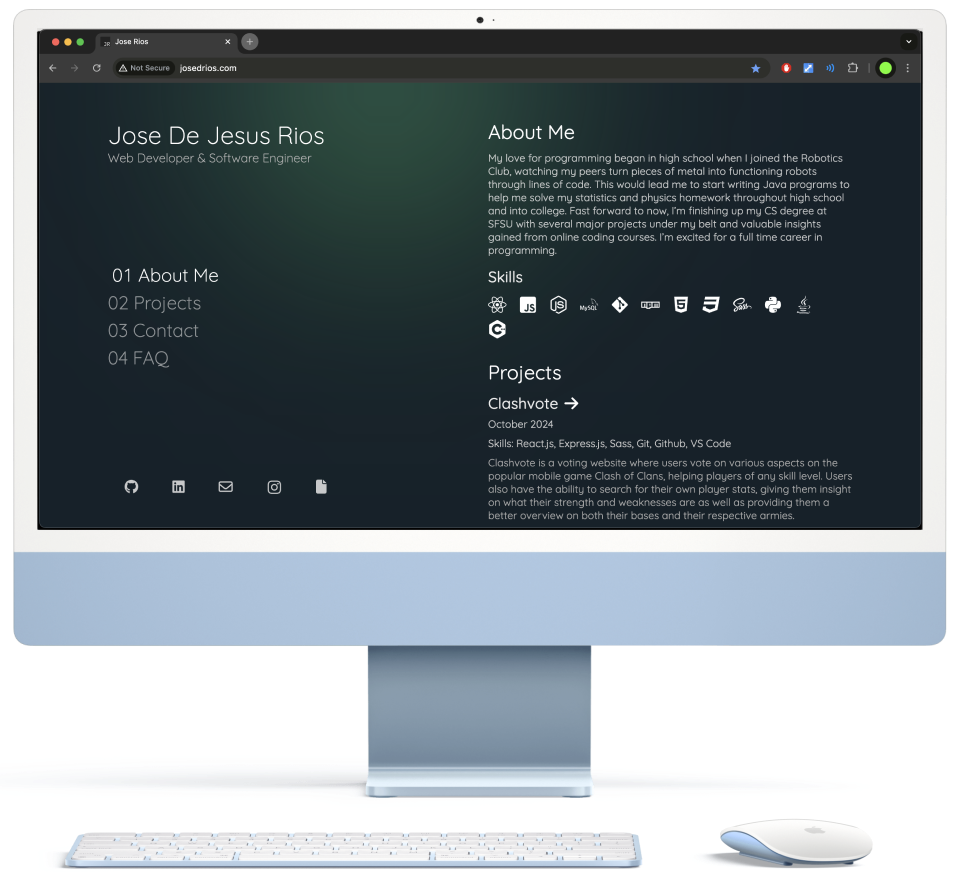 JR Jose Rios
Not Secure josedrios.com
Jose De Jesus Rios
Web Developer & Software Engineer
01 About Me
02 Projects
03 Contact
04 FAQ
About Me
My love for programming began in high school when I joined the Robotics
Club, watching my peers turn pieces of metal into functioning robots
through lines of code. This would lead me to start writing Java programs to
help me solve my statistics and physics homework throughout high school
and into college. Fast forward to now, I'm finishing up my CS degree at
SFSU with several major projects under my belt and valuable insights
gained from online coding courses. I'm excited for a full time career in
programming.
Skills
JS JS MySQL npm 5 3 Sass Java
C
Projects
Clashvote →
October 2024
Skills: React.js, Express.js, Sass, Git, Github, VS Code
Clashvote is a voting website where users vote on various aspects on the
popular mobile game Clash of Clans, helping players of any skill level. Users
also have the ability to search for their own player stats, giving them insight
on what their strength and weaknesses are as well as providing them a
better overview on both their bases and their respective armies.